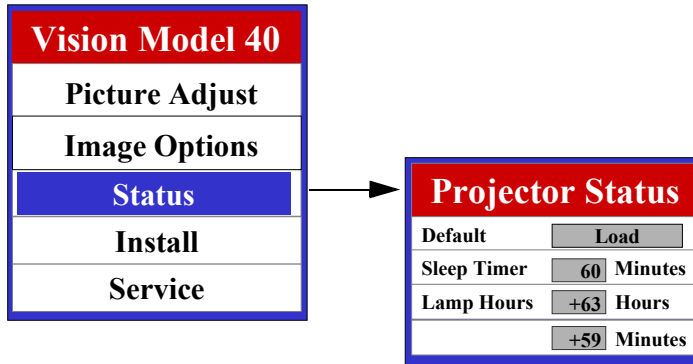 Vision Model 40
Picture Adjust
Image Options
Status
Install
Service
Projector Status
Default Load
Sleep Timer 60 Minutes
Lamp Hours +63 Hours
+59 Minutes